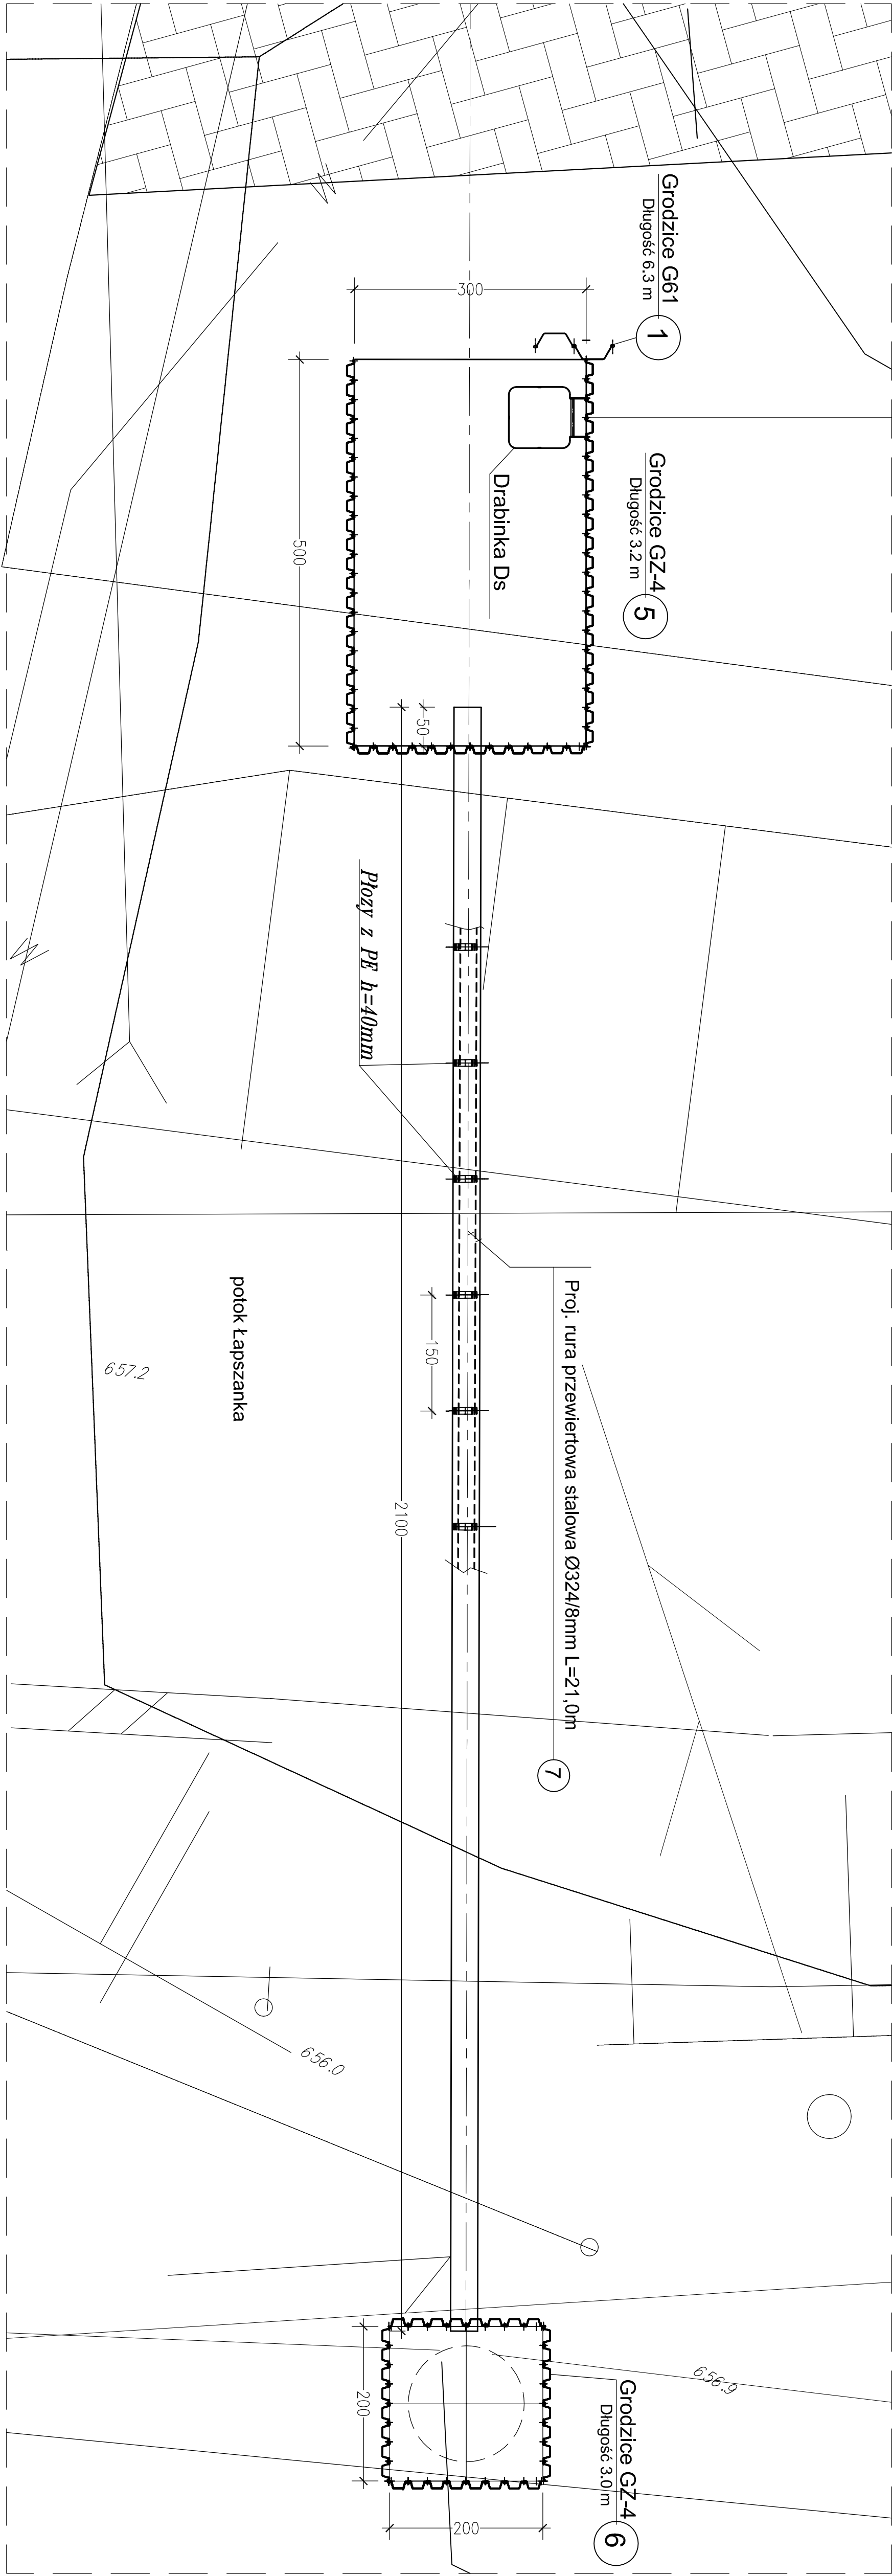 Grodzice G61
Długość 6.3 m
1
300
Grodzice GZ-4
Długość 3.2 m
5
Drabinka Ds
500
50
Płozy z PE h=40mm
Proj. rura przewiertowa stalowa Ø324/8mm L=21,0m
7
150
2100
potok Łapszanka
657.2
656.0
656.9
Grodzice GZ-4
Długość 3.0 m
6
200
200